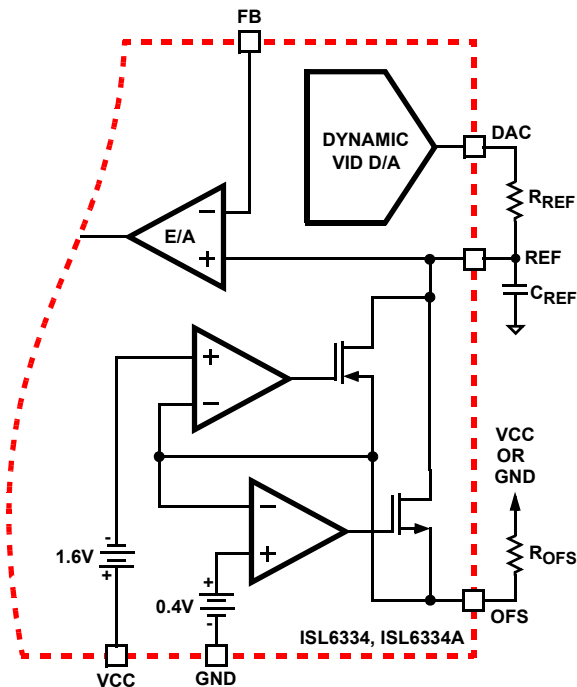 FB
DYNAMIC
VID D/A
DAC
RREF
−
E/A
+
REF
CREF
+
−
VCC
OR
GND
−
+
-
1.6V
+
+
0.4V
-
ROFS
OFS
ISL6334, ISL6334A
VCC
GND